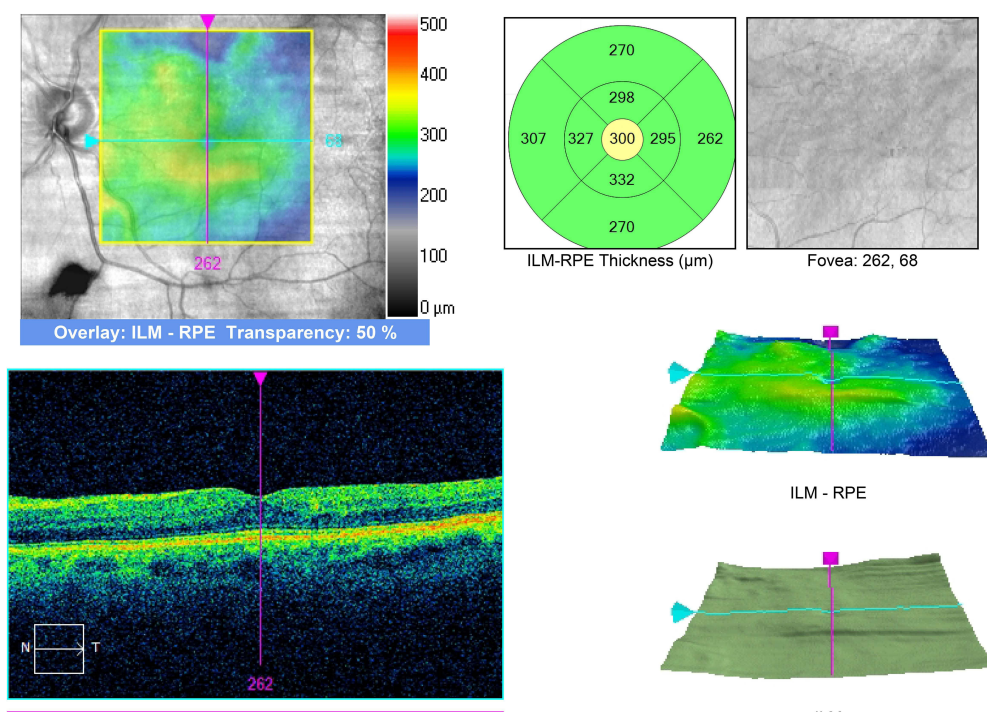 500
400
300
200
100
0 µm
68
262
Overlay: ILM - RPE  Transparency: 50 %
270
298
307
327
300
295
262
332
270
ILM-RPE Thickness (µm)
Fovea: 262, 68
N
T
262
ILM - RPE